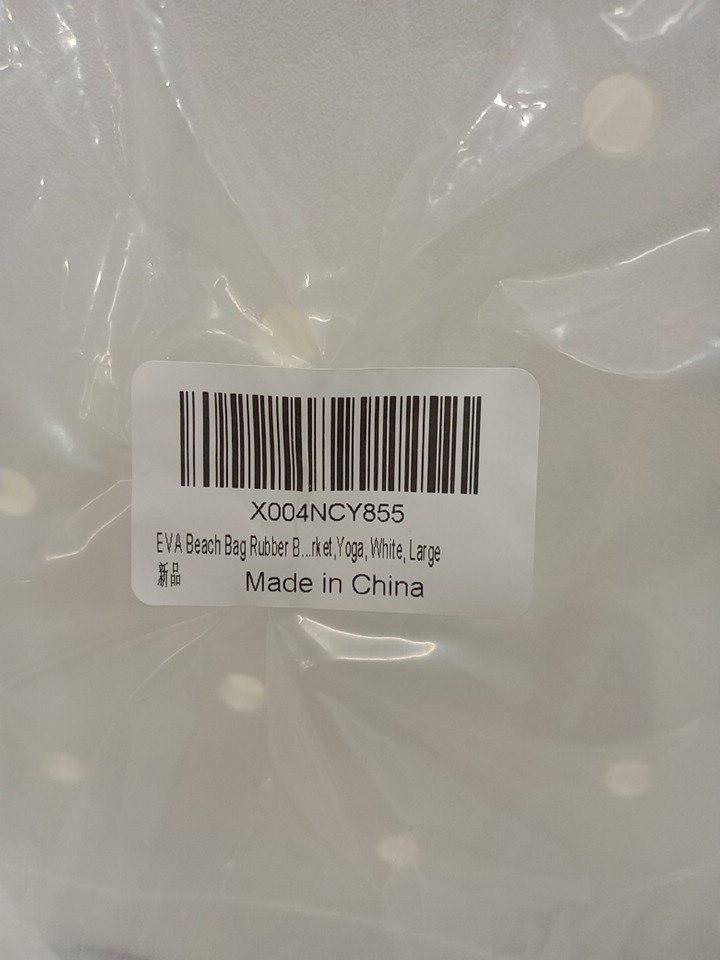 X004NCY855
EVA Beach Bag Rubber B...rket,Yoga, White, Large
新品
Made in China